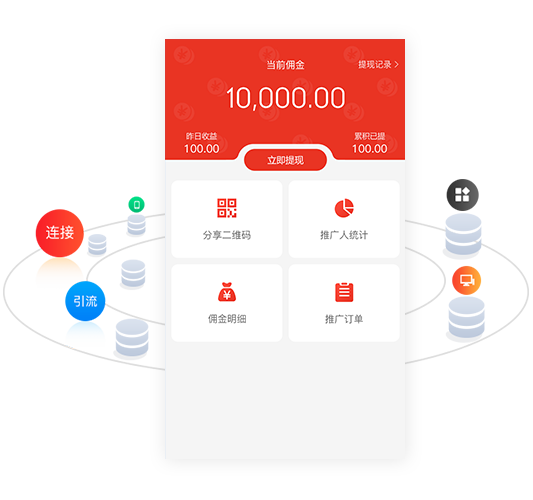 当前佣金
提现记录
10,000.00
昨日收益
累积已提
100.00
100.00
立即提现
分享二维码
推广人统计
连接
引流
佣金明细
推广订单